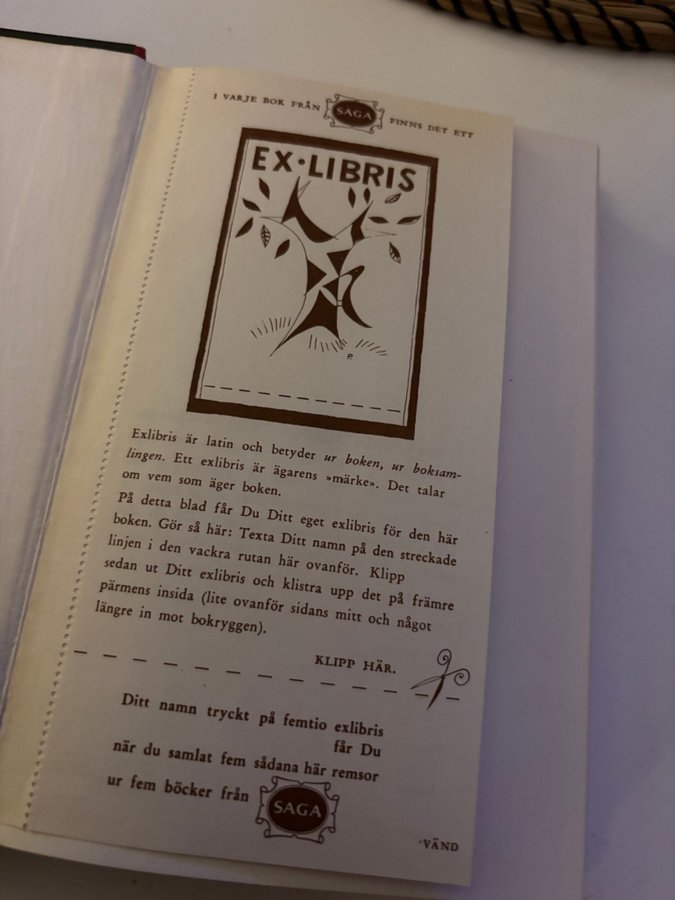 I VARJE BOK FRÅN SAGA FINNS DET ETT
EX·LIBRIS
P.
Exlibris är latin och betyder ur boken, ur boksam-
lingen. Ett exlibris är ägarens »märke». Det talar
om vem som äger boken.
På detta blad får Du Ditt eget exlibris för den här
boken. Gör så här: Texta Ditt namn på den streckade
linjen i den vackra rutan här ovanför. Klipp
sedan ut Ditt exlibris och klistra upp det på främre
pärmens insida (lite ovanför sidans mitt och något
längre in mot bokryggen).
KLIPP HÄR.
Ditt namn tryckt på femtio exlibris
får Du
när du samlat fem sådana här remsor
ur fem böcker från SAGA
VÄND